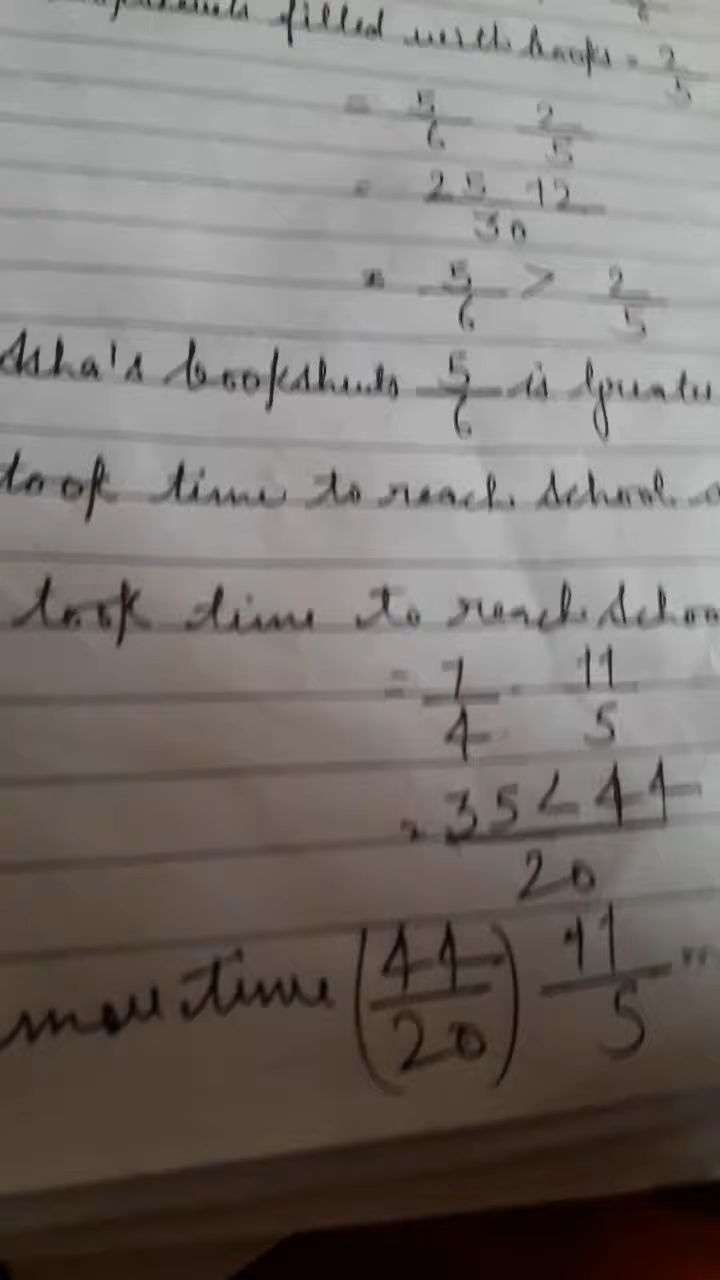 filled with books = 2/5
= 5/6 2/5
= 25 12/30
= 5/6 > 2/5
Asha's bookshelf 5/6 is
took time to reach school
took time to reach school
= 7/4 - 11/5
= 35 < 44/20
more time (44/20) 11/5